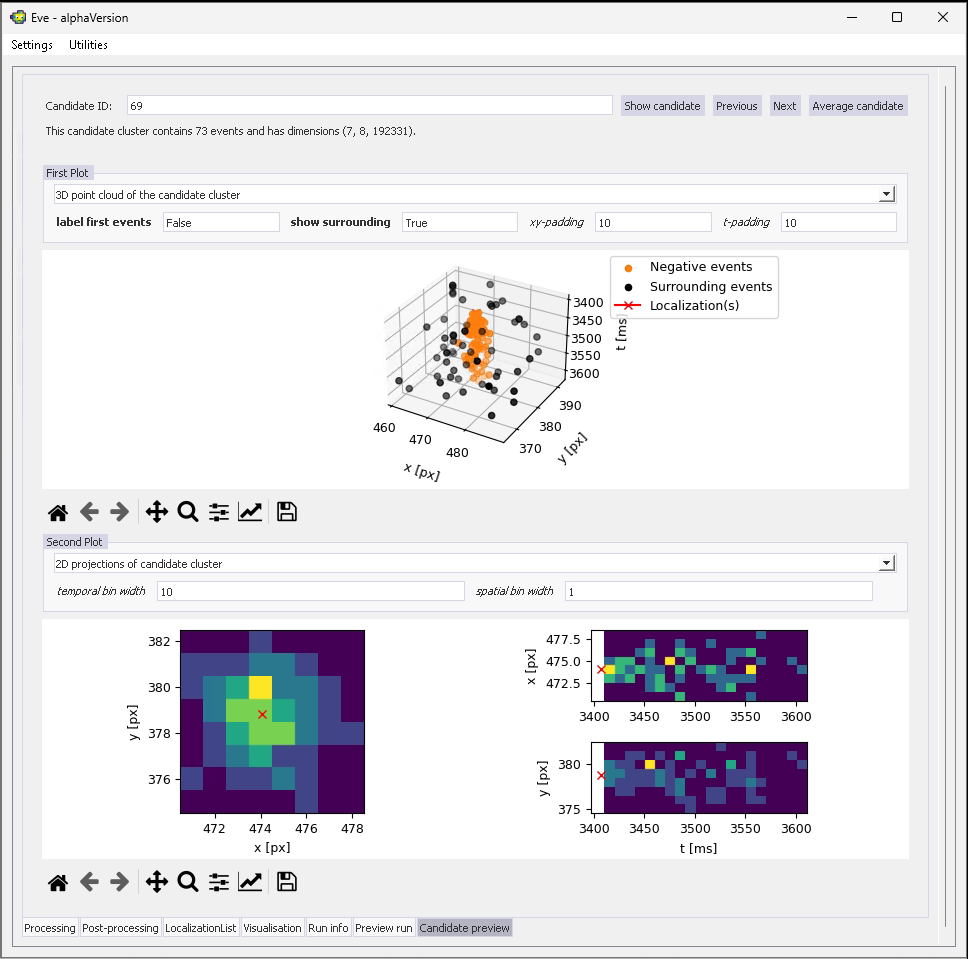 Eve - alphaVersion
Settings Utilities
Candidate ID: 69 Show candidate Previous Next Average candidate
This candidate cluster contains 73 events and has dimensions (7, 8, 192331).
First Plot
3D point cloud of the candidate cluster
label first events False show surrounding True xy-padding 10 t-padding 10
Negative events
Surrounding events
Localization(s)
3400
3450
3500
3550
3600
t [ms]
390
380
370
y [px]
460
470
480
x [px]
Second Plot
2D projections of candidate cluster
temporal bin width 10 spatial bin width 1
382
380
378
376
y [px]
472 474 476 478
x [px]
477.5
475.0
472.5
x [px]
3400 3450 3500 3550 3600
380
375
y [px]
3400 3450 3500 3550 3600
t [ms]
Processing Post-processing LocalizationList Visualisation Run info Preview run Candidate preview